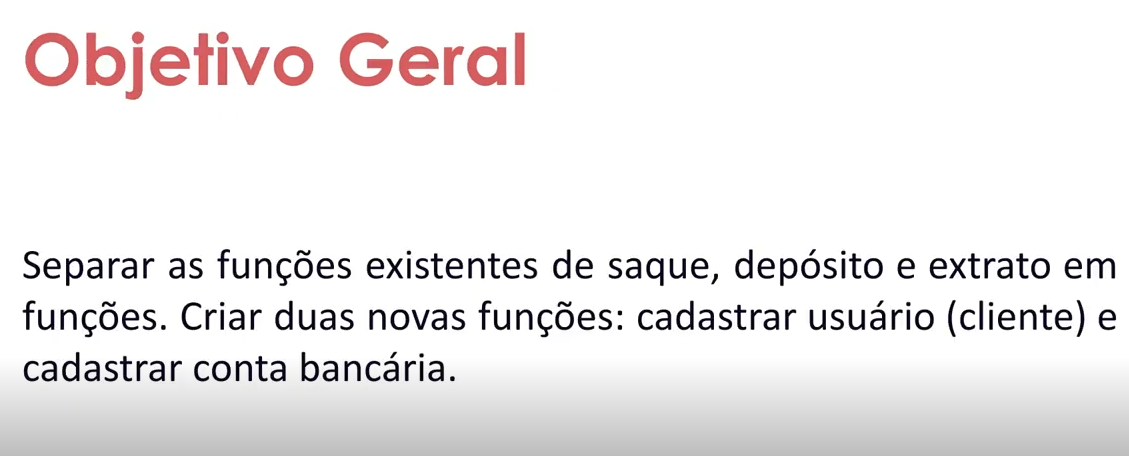 Objetivo Geral
Separar as funções existentes de saque, depósito e extrato em
funções. Criar duas novas funções: cadastrar usuário (cliente) e
cadastrar conta bancária.